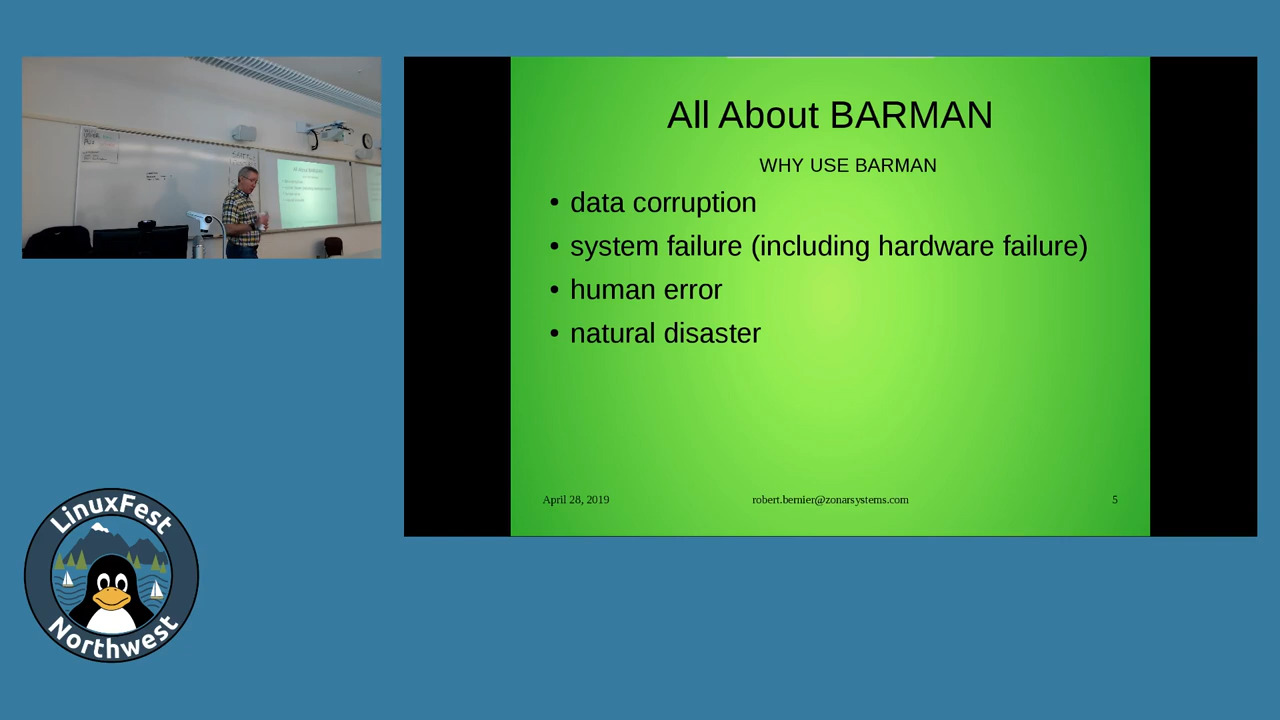 All About BARMAN
WHY USE BARMAN
• data corruption
• system failure (including hardware failure)
• human error
• natural disaster
April 28, 2019
robert.bernier@zonarsystems.com
5
LinuxFest
Northwest